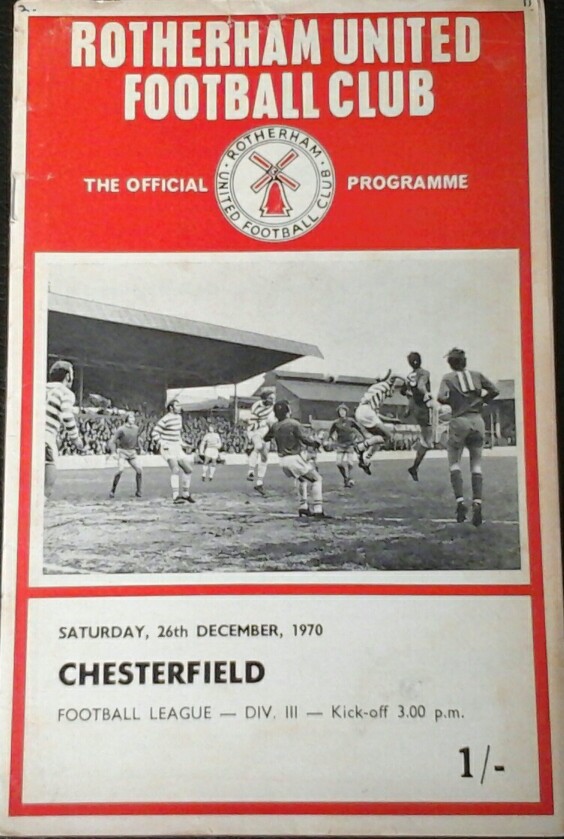 2.
ROTHERHAM UNITED
FOOTBALL CLUB
THE OFFICIAL
· ROTHERHAM ·
UNITED FOOTBALL CLUB
PROGRAMME
SATURDAY, 26th DECEMBER, 1970
CHESTERFIELD
FOOTBALL LEAGUE — DIV. III — Kick-off 3.00 p.m.
1/-